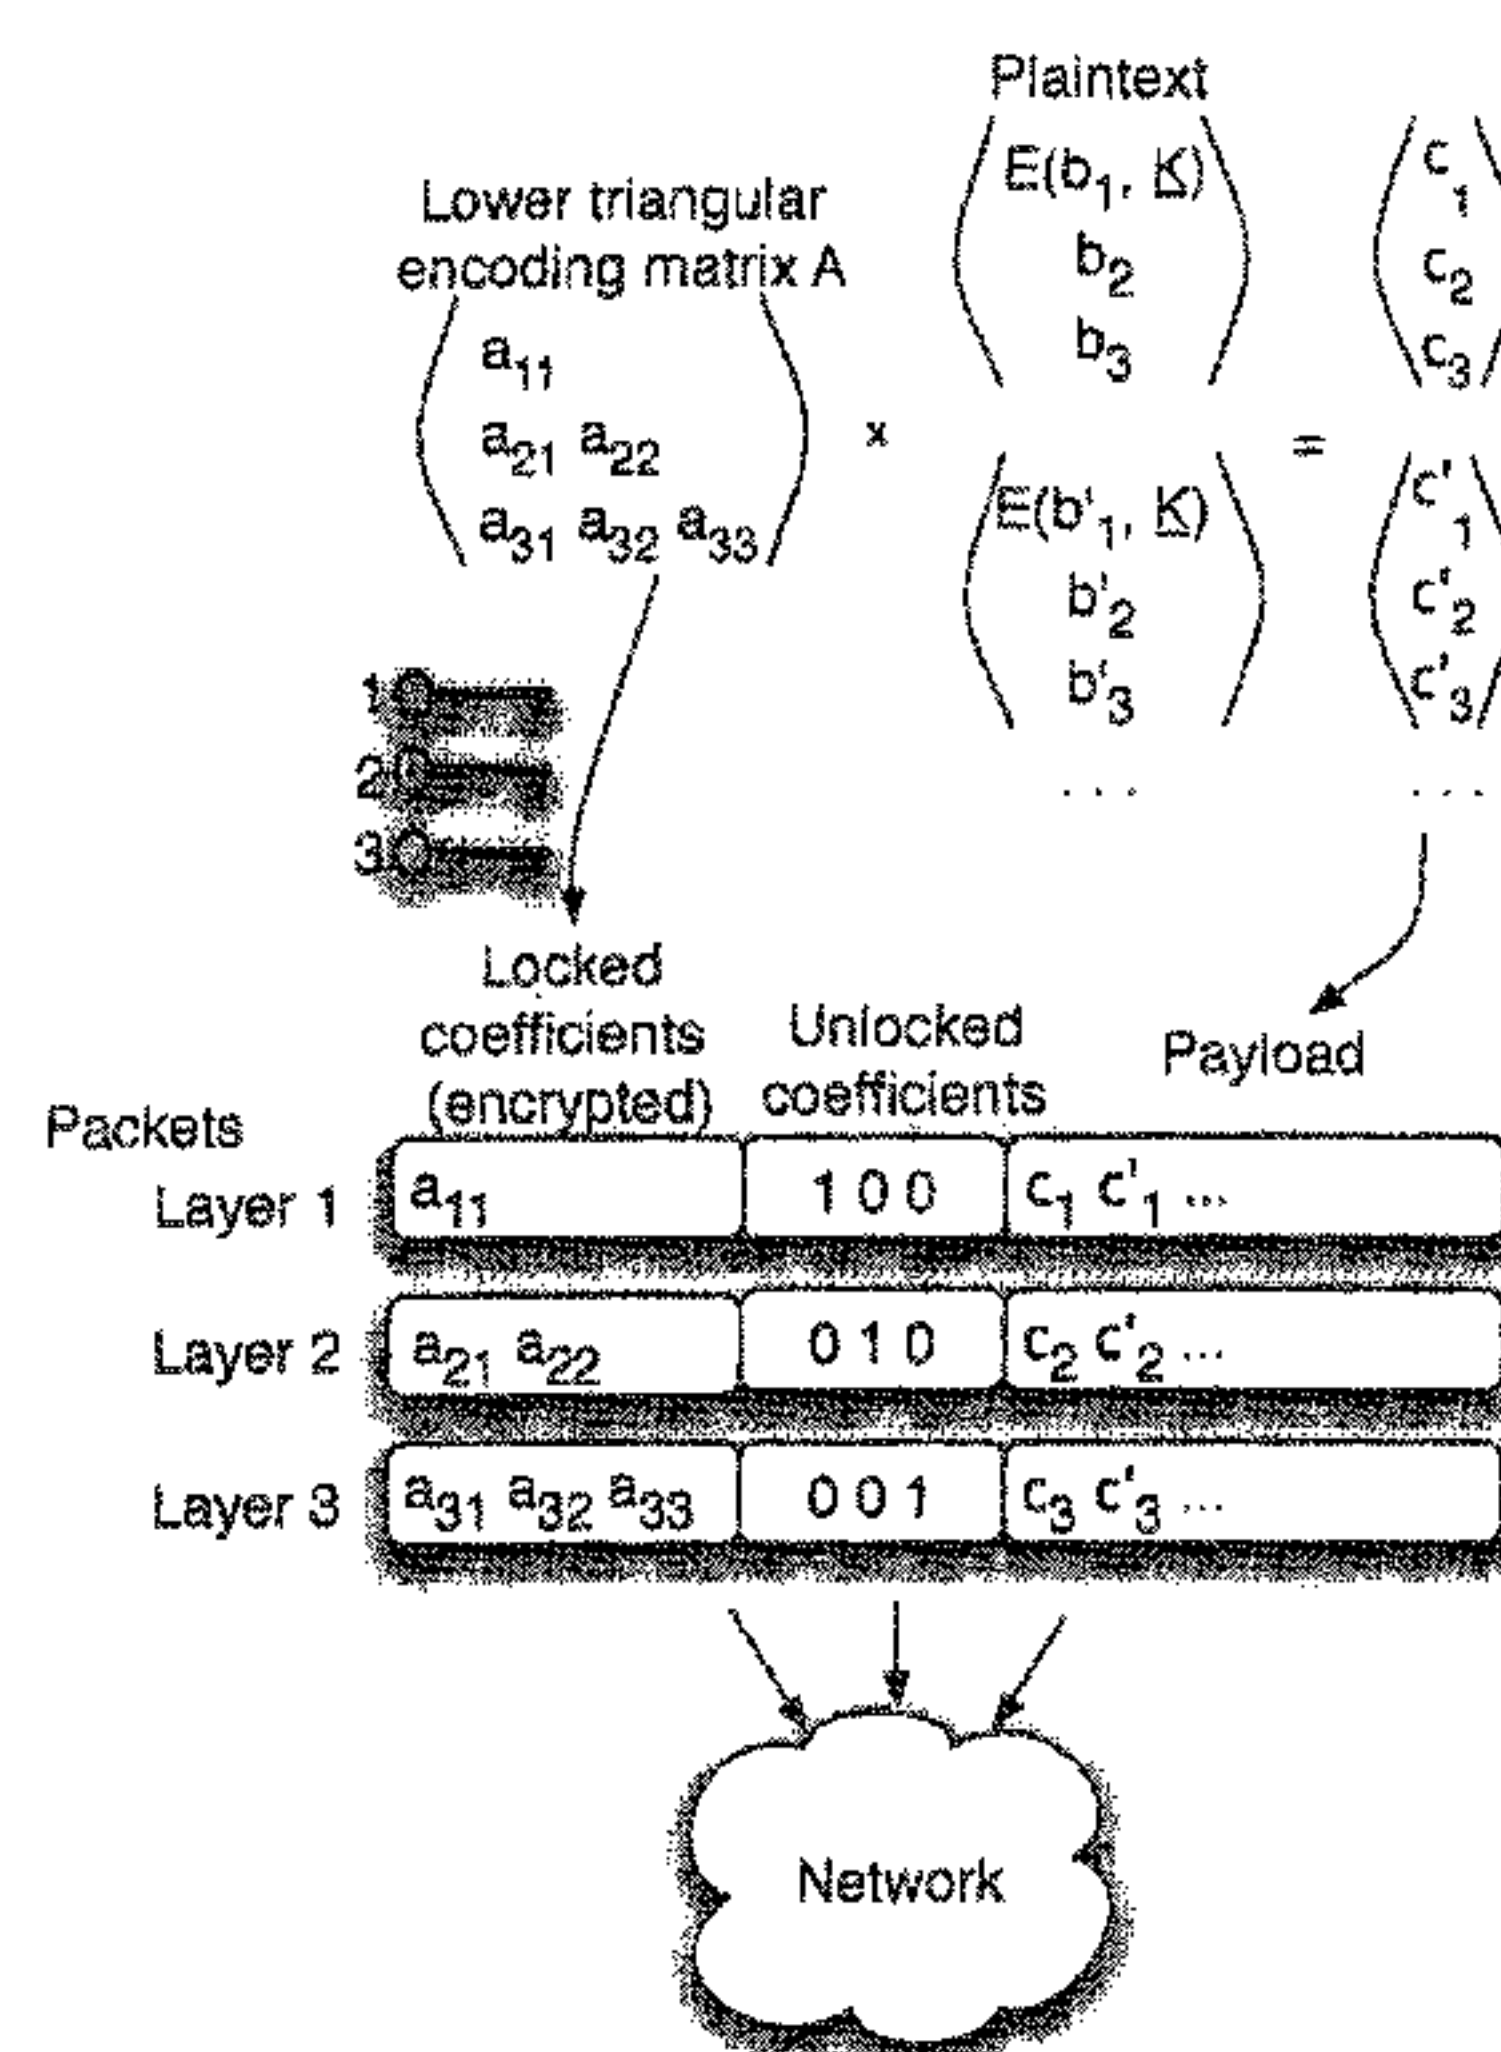 Plaintext
E(b1, K)
b2
b3
c1
c2
c3
Lower triangular
encoding matrix A
a11
a21 a22
a31 a32 a33
x
=
E(b'1, K)
b'2
b'3
...
c'1
c'2
c'3
....
1
2
3
Locked
coefficients
(encrypted)
Unlocked
coefficients
Payload
Packets
Layer 1 a11 1 0 0 c1 c'1 ...
Layer 2 a21 a22 0 1 0 c2 c'2 ...
Layer 3 a31 a32 a33 0 0 1 c3 c'3 ...
Network